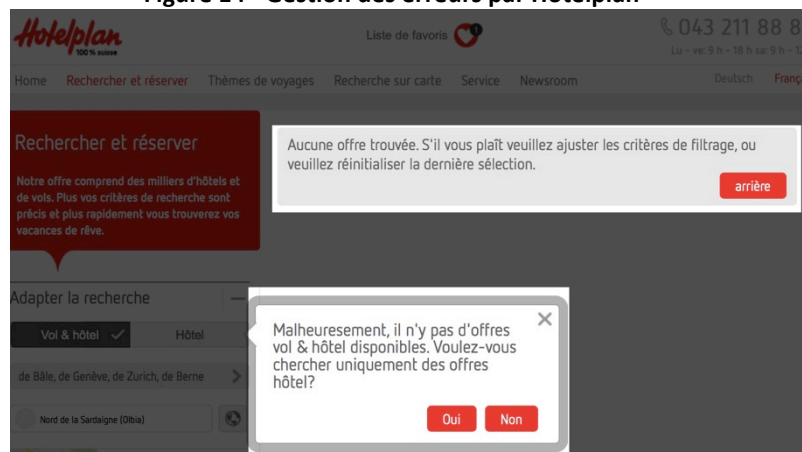 Figure 14 - Gestion des erreurs par Hotelplan
Hotelplan
100 % suisse
Liste de favoris
043 211 88 8
Lu - ve: 9 h - 18 h sa: 9 h - 1
Home Rechercher et réserver Thèmes de voyages Recherche sur carte Service Newsroom Deutsch França
Rechercher et réserver
Notre offre comprend des milliers d'hôtels et
de vols. Plus vos critères de recherche sont
précis et plus rapidement vous trouverez vos
vacances de rêve.
Aucune offre trouvée. S'il vous plaît veuillez ajuster les critères de filtrage, ou
veuillez réinitialiser la dernière sélection.
arrière
Adapter la recherche
Vol & hôtel Hôtel
de Bâle, de Genève, de Zurich, de Berne
Nord de la Sardaigne (Olbia)
Malheuresement, il n'y pas d'offres
vol & hôtel disponibles. Voulez-vous
chercher uniquement des offres
hôtel?
Oui Non